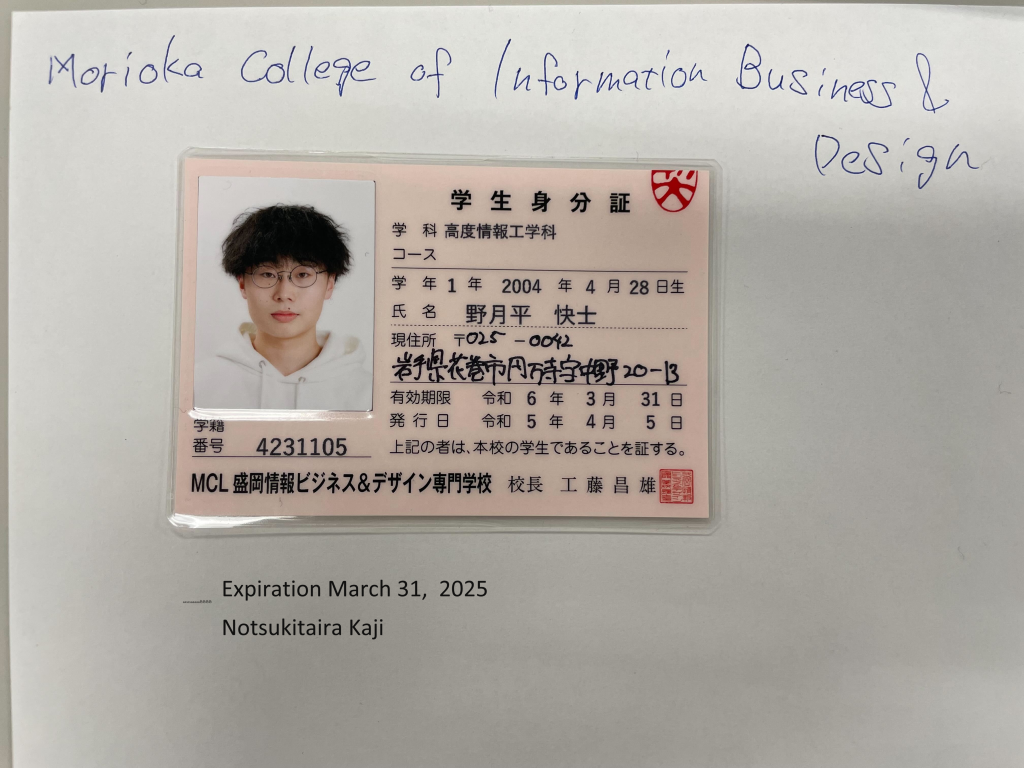 Morioka College of Information Business &
Design
学生身分証
学 科 高度情報工学科
コース
学 年 1 年 2004 年 4 月 28 日生
氏 名 野月平 快士
現住所 〒025-0042
岩手県花巻市円万寺字中野20-13
有効期限 令和 6 年 3 月 31 日
発 行 日 令和 5 年 4 月 5 日
学籍
番号 4231105
上記の者は、本校の学生であることを証する。
MCL 盛岡情報ビジネス&デザイン専門学校 校長 工藤昌雄
Expiration March 31, 2025
Notsukitaira Kaji